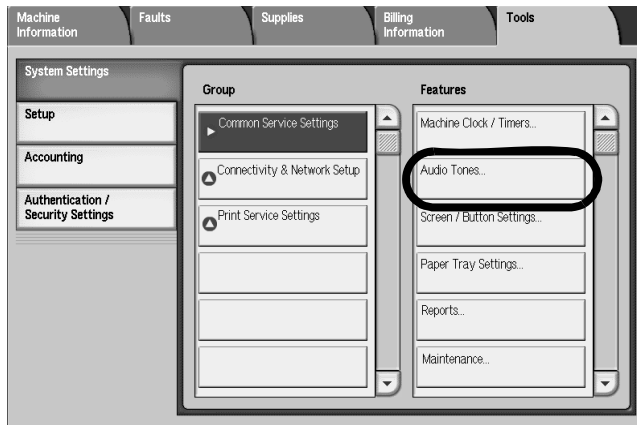 Machine
Information
Faults
Supplies
Billing
Information
Tools
System Settings
Setup
Accounting
Authentication /
Security Settings
Group
Common Service Settings
Connectivity & Network Setup
Print Service Settings
Features
Machine Clock / Timers...
Audio Tones...
Screen / Button Settings...
Paper Tray Settings...
Reports...
Maintenance...